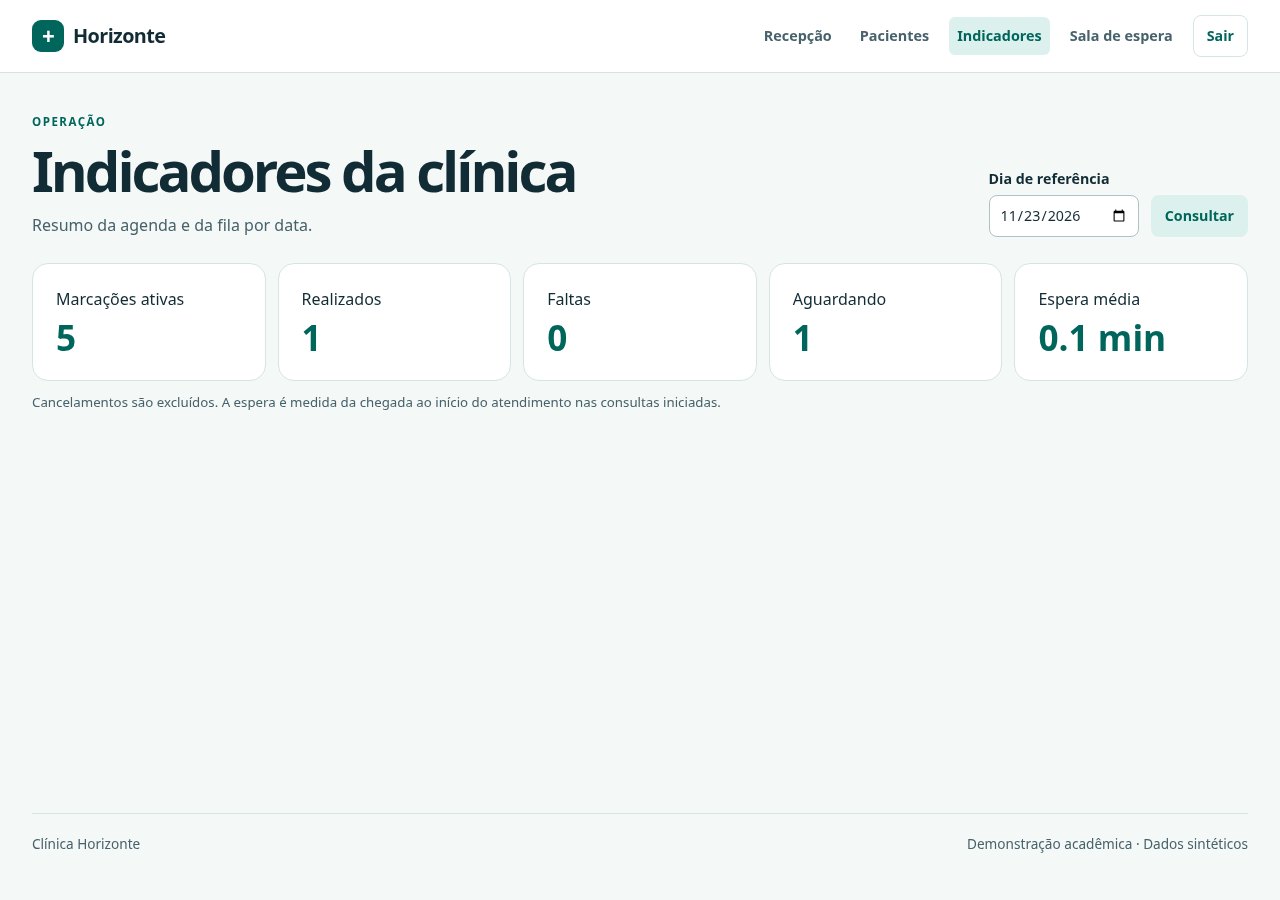 + Horizonte
Recepção Pacientes Indicadores Sala de espera Sair
OPERAÇÃO
Indicadores da clínica
Resumo da agenda e da fila por data.
Dia de referência
11/23/2026 Consultar
Marcações ativas
5
Realizados
1
Faltas
0
Aguardando
1
Espera média
0.1 min
Cancelamentos são excluídos. A espera é medida da chegada ao início do atendimento nas consultas iniciadas.
Clínica Horizonte
Demonstração acadêmica · Dados sintéticos